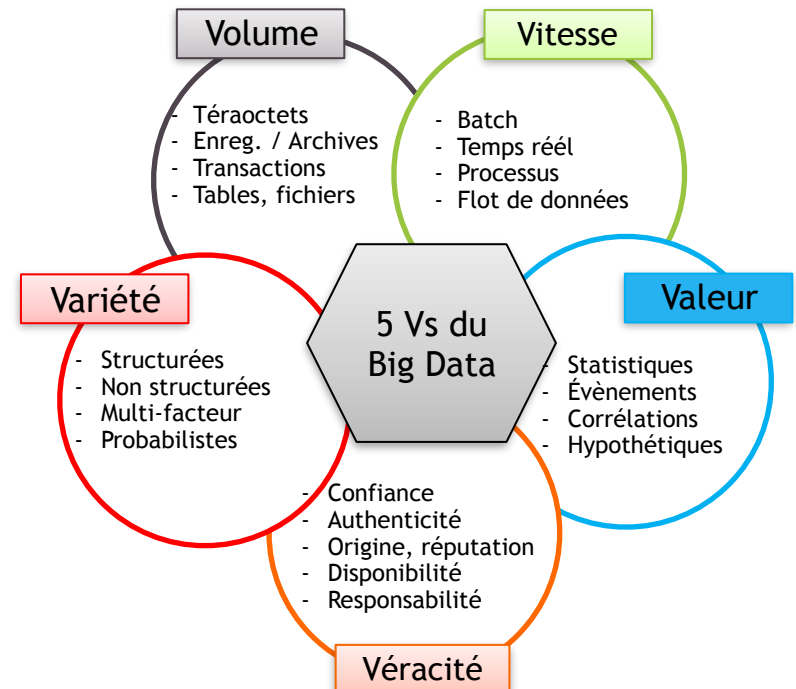 Volume
- Téraoctets
- Enreg. / Archives
- Transactions
- Tables, fichiers
Vitesse
- Batch
- Temps réél
- Processus
- Flot de données
Variété
- Structurées
- Non structurées
- Multi-facteur
- Probabilistes
5 Vs du
Big Data
Valeur
- Statistiques
- Évènements
- Corrélations
- Hypothétiques
- Confiance
- Authenticité
- Origine, réputation
- Disponibilité
- Responsabilité
Véracité